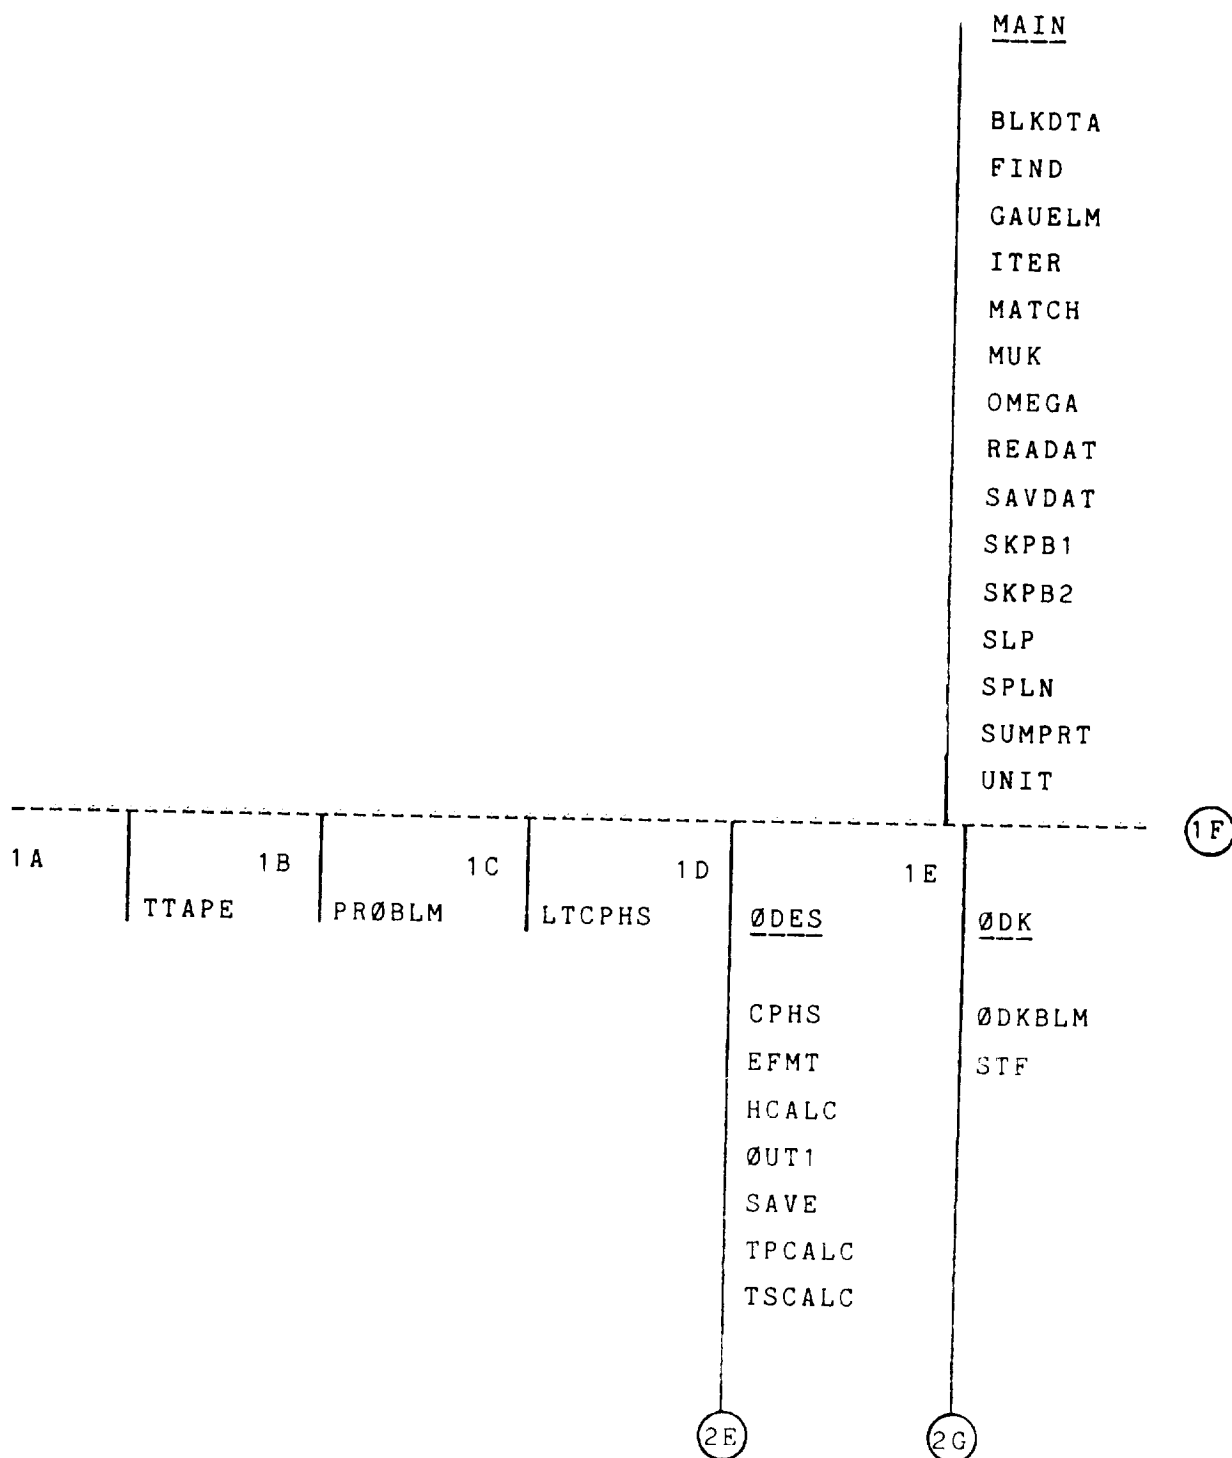 MAIN
BLKDTA
FIND
GAUELM
ITER
MATCH
MUK
OMEGA
READAT
SAVDAT
SKPB1
SKPB2
SLP
SPLN
SUMPRT
UNIT
1F
1A
1B
1C
1D
1E
TTAPE
PRØBLM
LTCPHS
ØDES
ØDK
CPHS
ØDKBLM
EFMT
STF
HCALC
ØUT1
SAVE
TPCALC
TSCALC
2E
2G